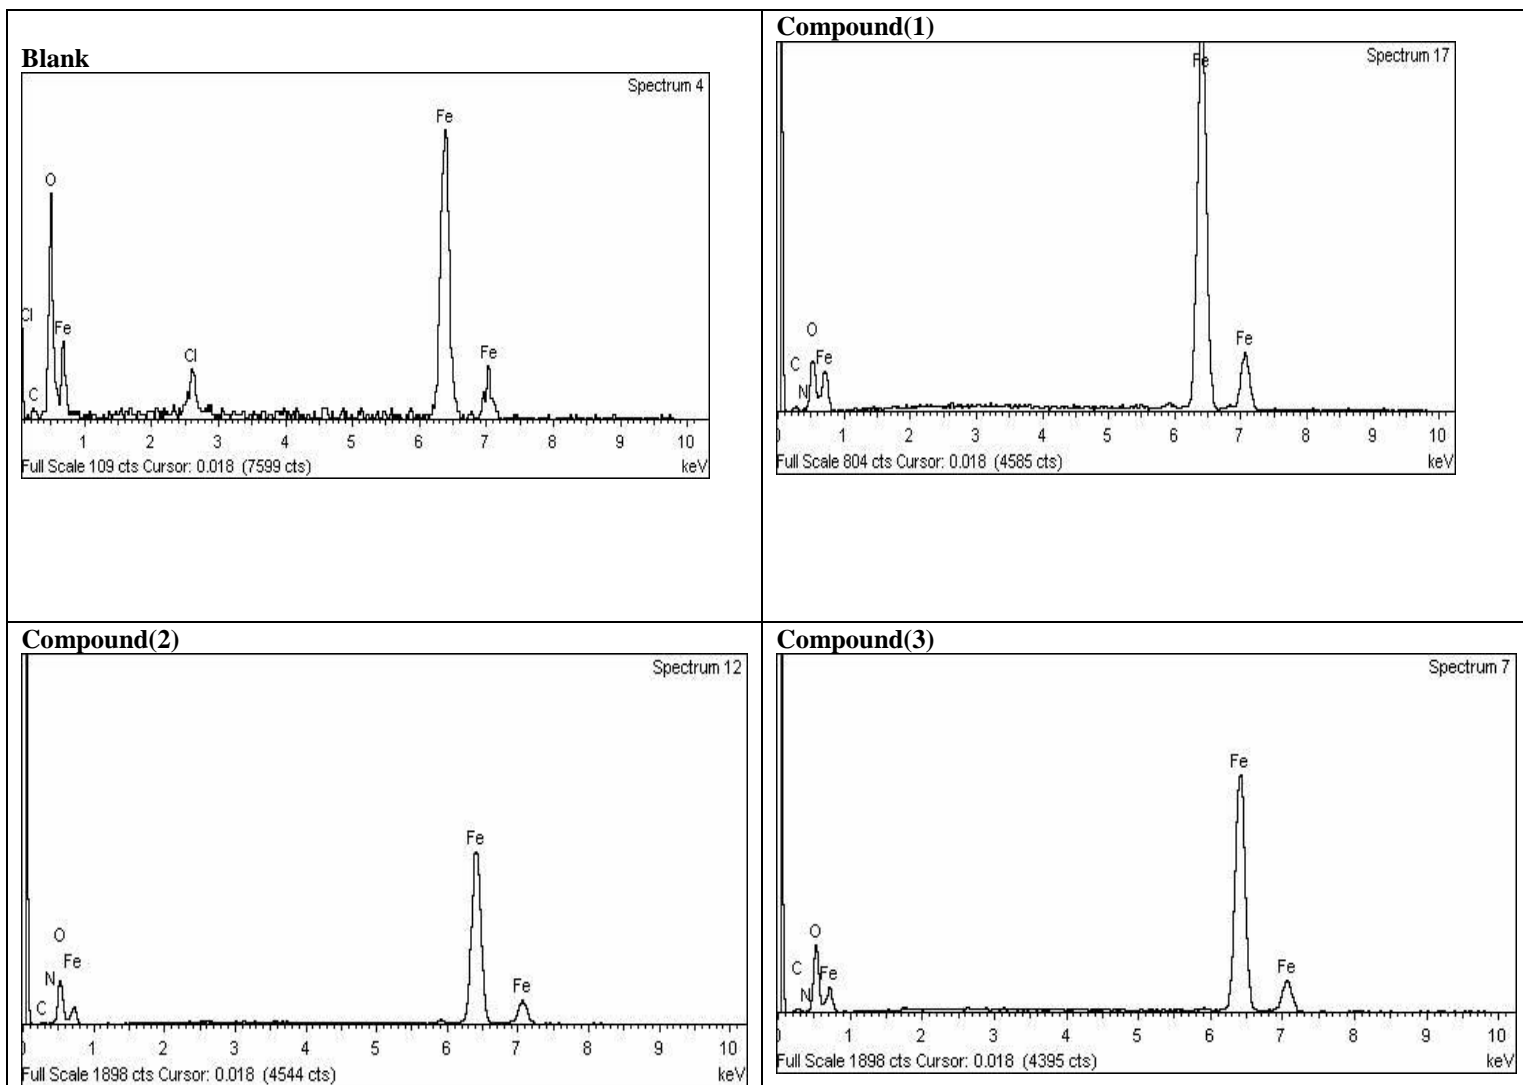 Blank
Spectrum 4
Fe
O
Cl
Fe
Cl
Fe
C
1 2 3 4 5 6 7 8 9 10
Full Scale 109 cts Cursor: 0.018 (7599 cts) keV
Compound(1)
Spectrum 17
Fe
O
Fe
C Fe
N
0 1 2 3 4 5 6 7 8 9 10
Full Scale 804 cts Cursor: 0.018 (4585 cts) keV
Compound(2)
Spectrum 12
Fe
O
Fe
N
Fe
C
0 1 2 3 4 5 6 7 8 9 10
Full Scale 1898 cts Cursor: 0.018 (4544 cts) keV
Compound(3)
Spectrum 7
Fe
O
C Fe Fe
N
0 1 2 3 4 5 6 7 8 9 10
Full Scale 1898 cts Cursor: 0.018 (4395 cts) keV